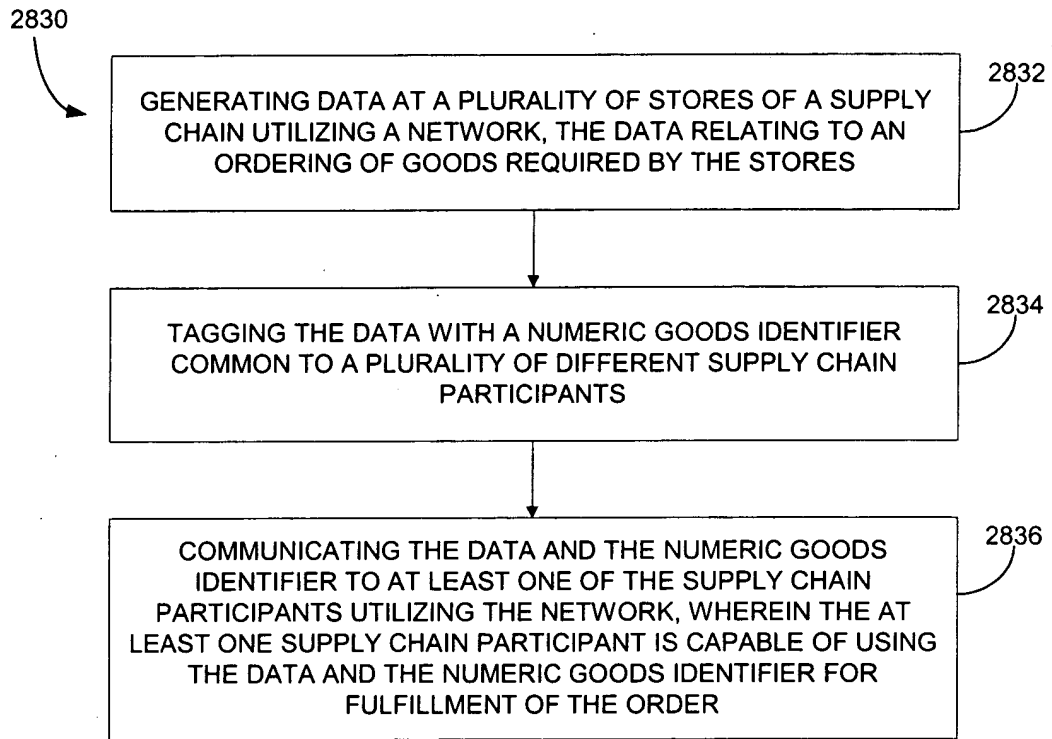 2830
2832
GENERATING DATA AT A PLURALITY OF STORES OF A SUPPLY
CHAIN UTILIZING A NETWORK, THE DATA RELATING TO AN
ORDERING OF GOODS REQUIRED BY THE STORES
2834
TAGGING THE DATA WITH A NUMERIC GOODS IDENTIFIER
COMMON TO A PLURALITY OF DIFFERENT SUPPLY CHAIN
PARTICIPANTS
2836
COMMUNICATING THE DATA AND THE NUMERIC GOODS
IDENTIFIER TO AT LEAST ONE OF THE SUPPLY CHAIN
PARTICIPANTS UTILIZING THE NETWORK, WHEREIN THE AT
LEAST ONE SUPPLY CHAIN PARTICIPANT IS CAPABLE OF USING
THE DATA AND THE NUMERIC GOODS IDENTIFIER FOR
FULFILLMENT OF THE ORDER